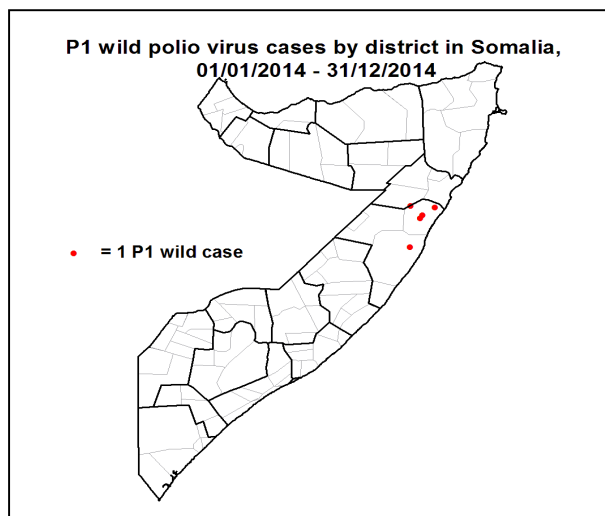 P1 wild polio virus cases by district in Somalia,
01/01/2014 - 31/12/2014
= 1 P1 wild case